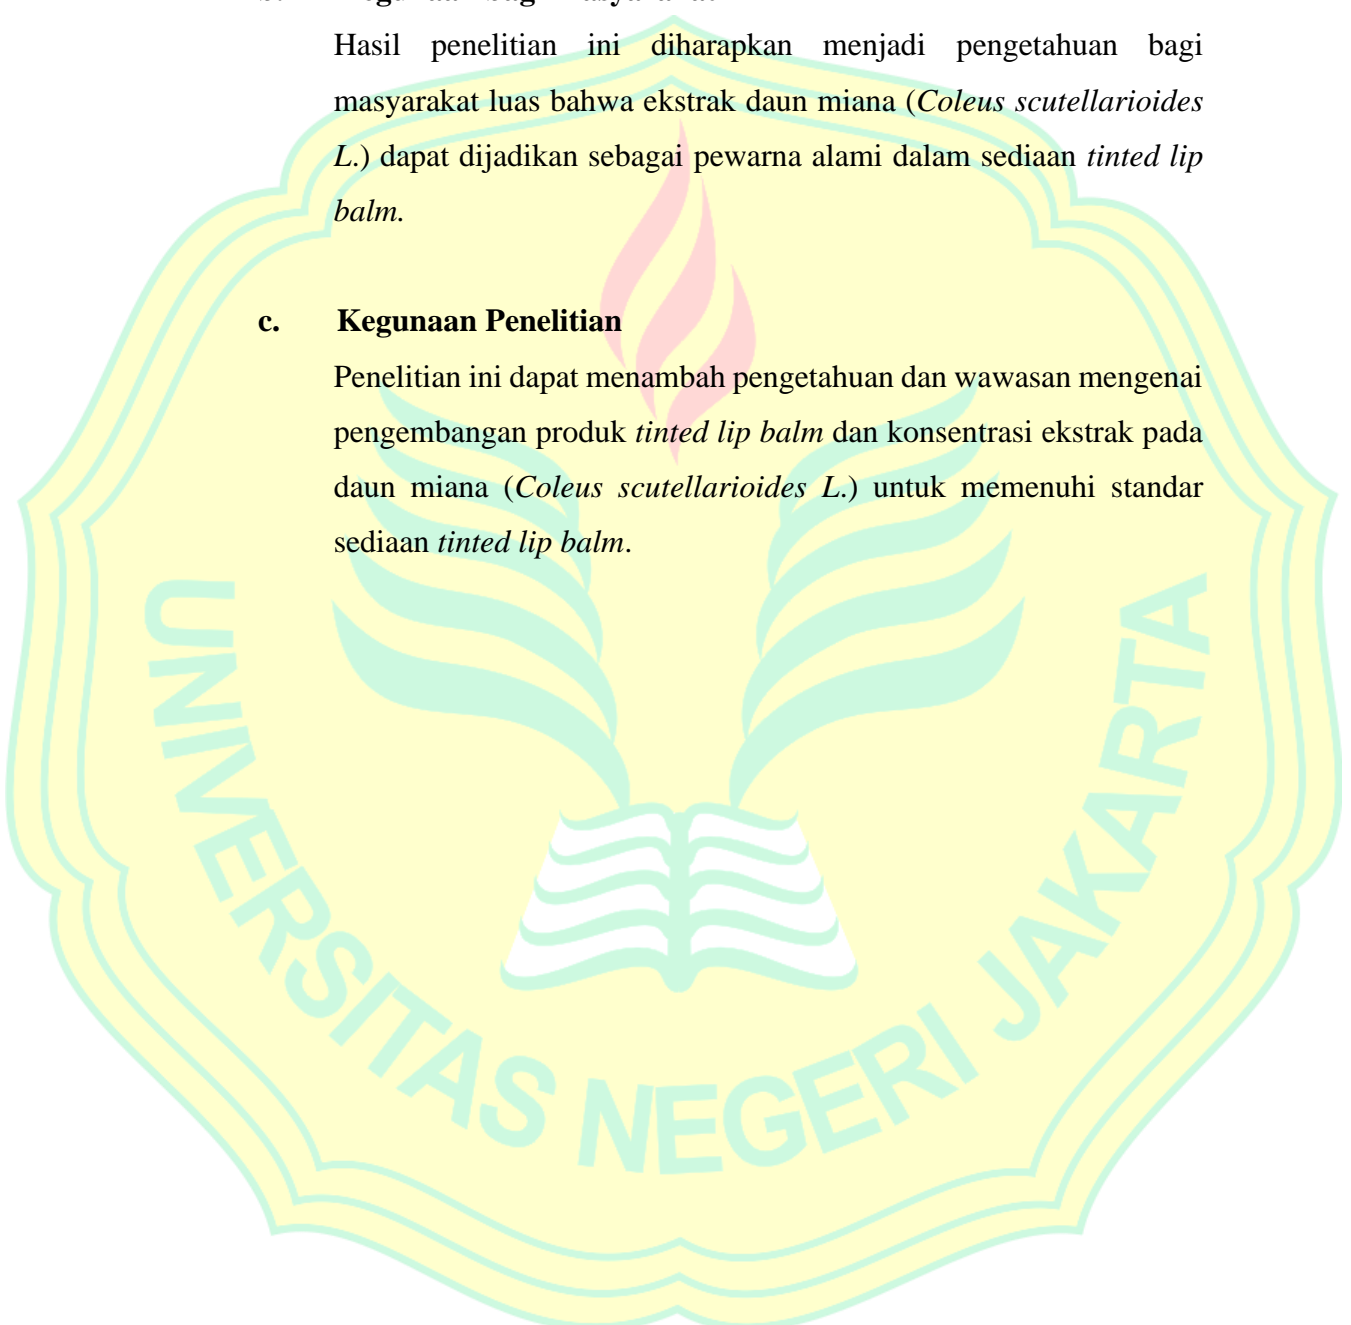 Hasil penelitian ini diharapkan menjadi pengetahuan bagi
masyarakat luas bahwa ekstrak daun miana (Coleus scutellarioides
L.) dapat dijadikan sebagai pewarna alami dalam sediaan tinted lip
balm.
c. Kegunaan Penelitian
Penelitian ini dapat menambah pengetahuan dan wawasan mengenai
pengembangan produk tinted lip balm dan konsentrasi ekstrak pada
daun miana (Coleus scutellarioides L.) untuk memenuhi standar
sediaan tinted lip balm.
UNIVERSITAS NEGERI JAKARTA